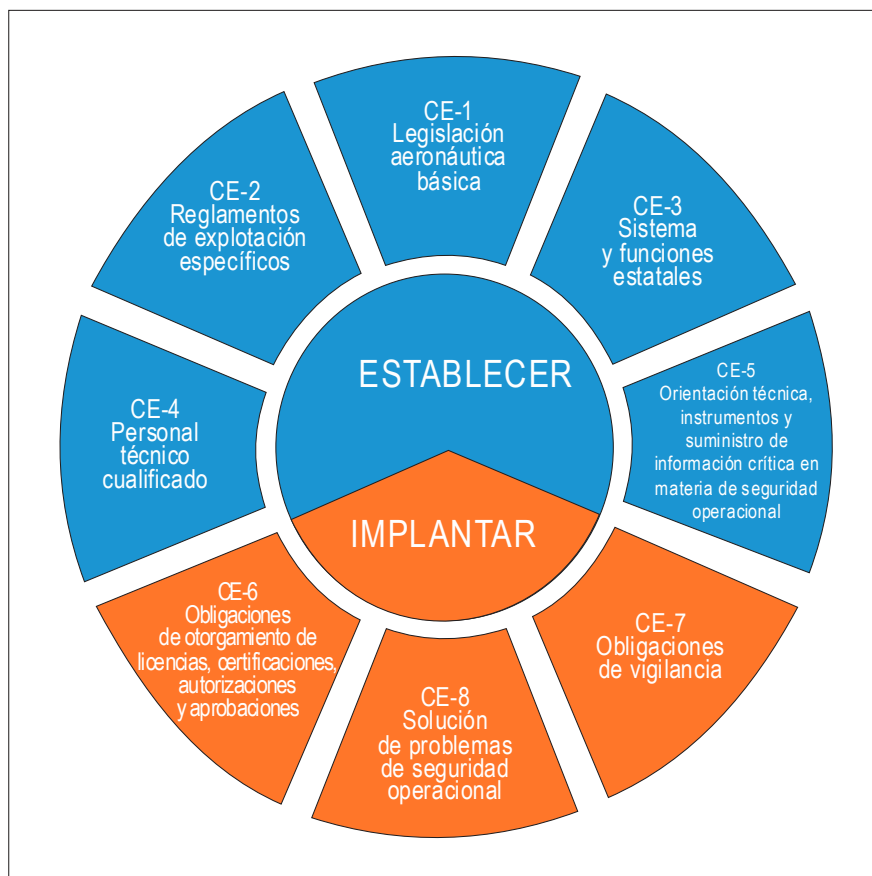 CE-1
Legislación
aeronáutica
básica
CE-2
Reglamentos
de explotación
específicos
CE-3
Sistema
y funciones
estatales
CE-4
Personal
técnico
cualificado
CE-5
Orientación técnica,
instrumentos y
suministro de
información crítica en
materia de seguridad
operacional
ESTABLECER
IMPLANTAR
CE-6
Obligaciones
de otorgamiento de
licencias, certificaciones,
autorizaciones
y aprobaciones
CE-7
Obligaciones
de vigilancia
CE-8
Solución
de problemas
de seguridad
operacional